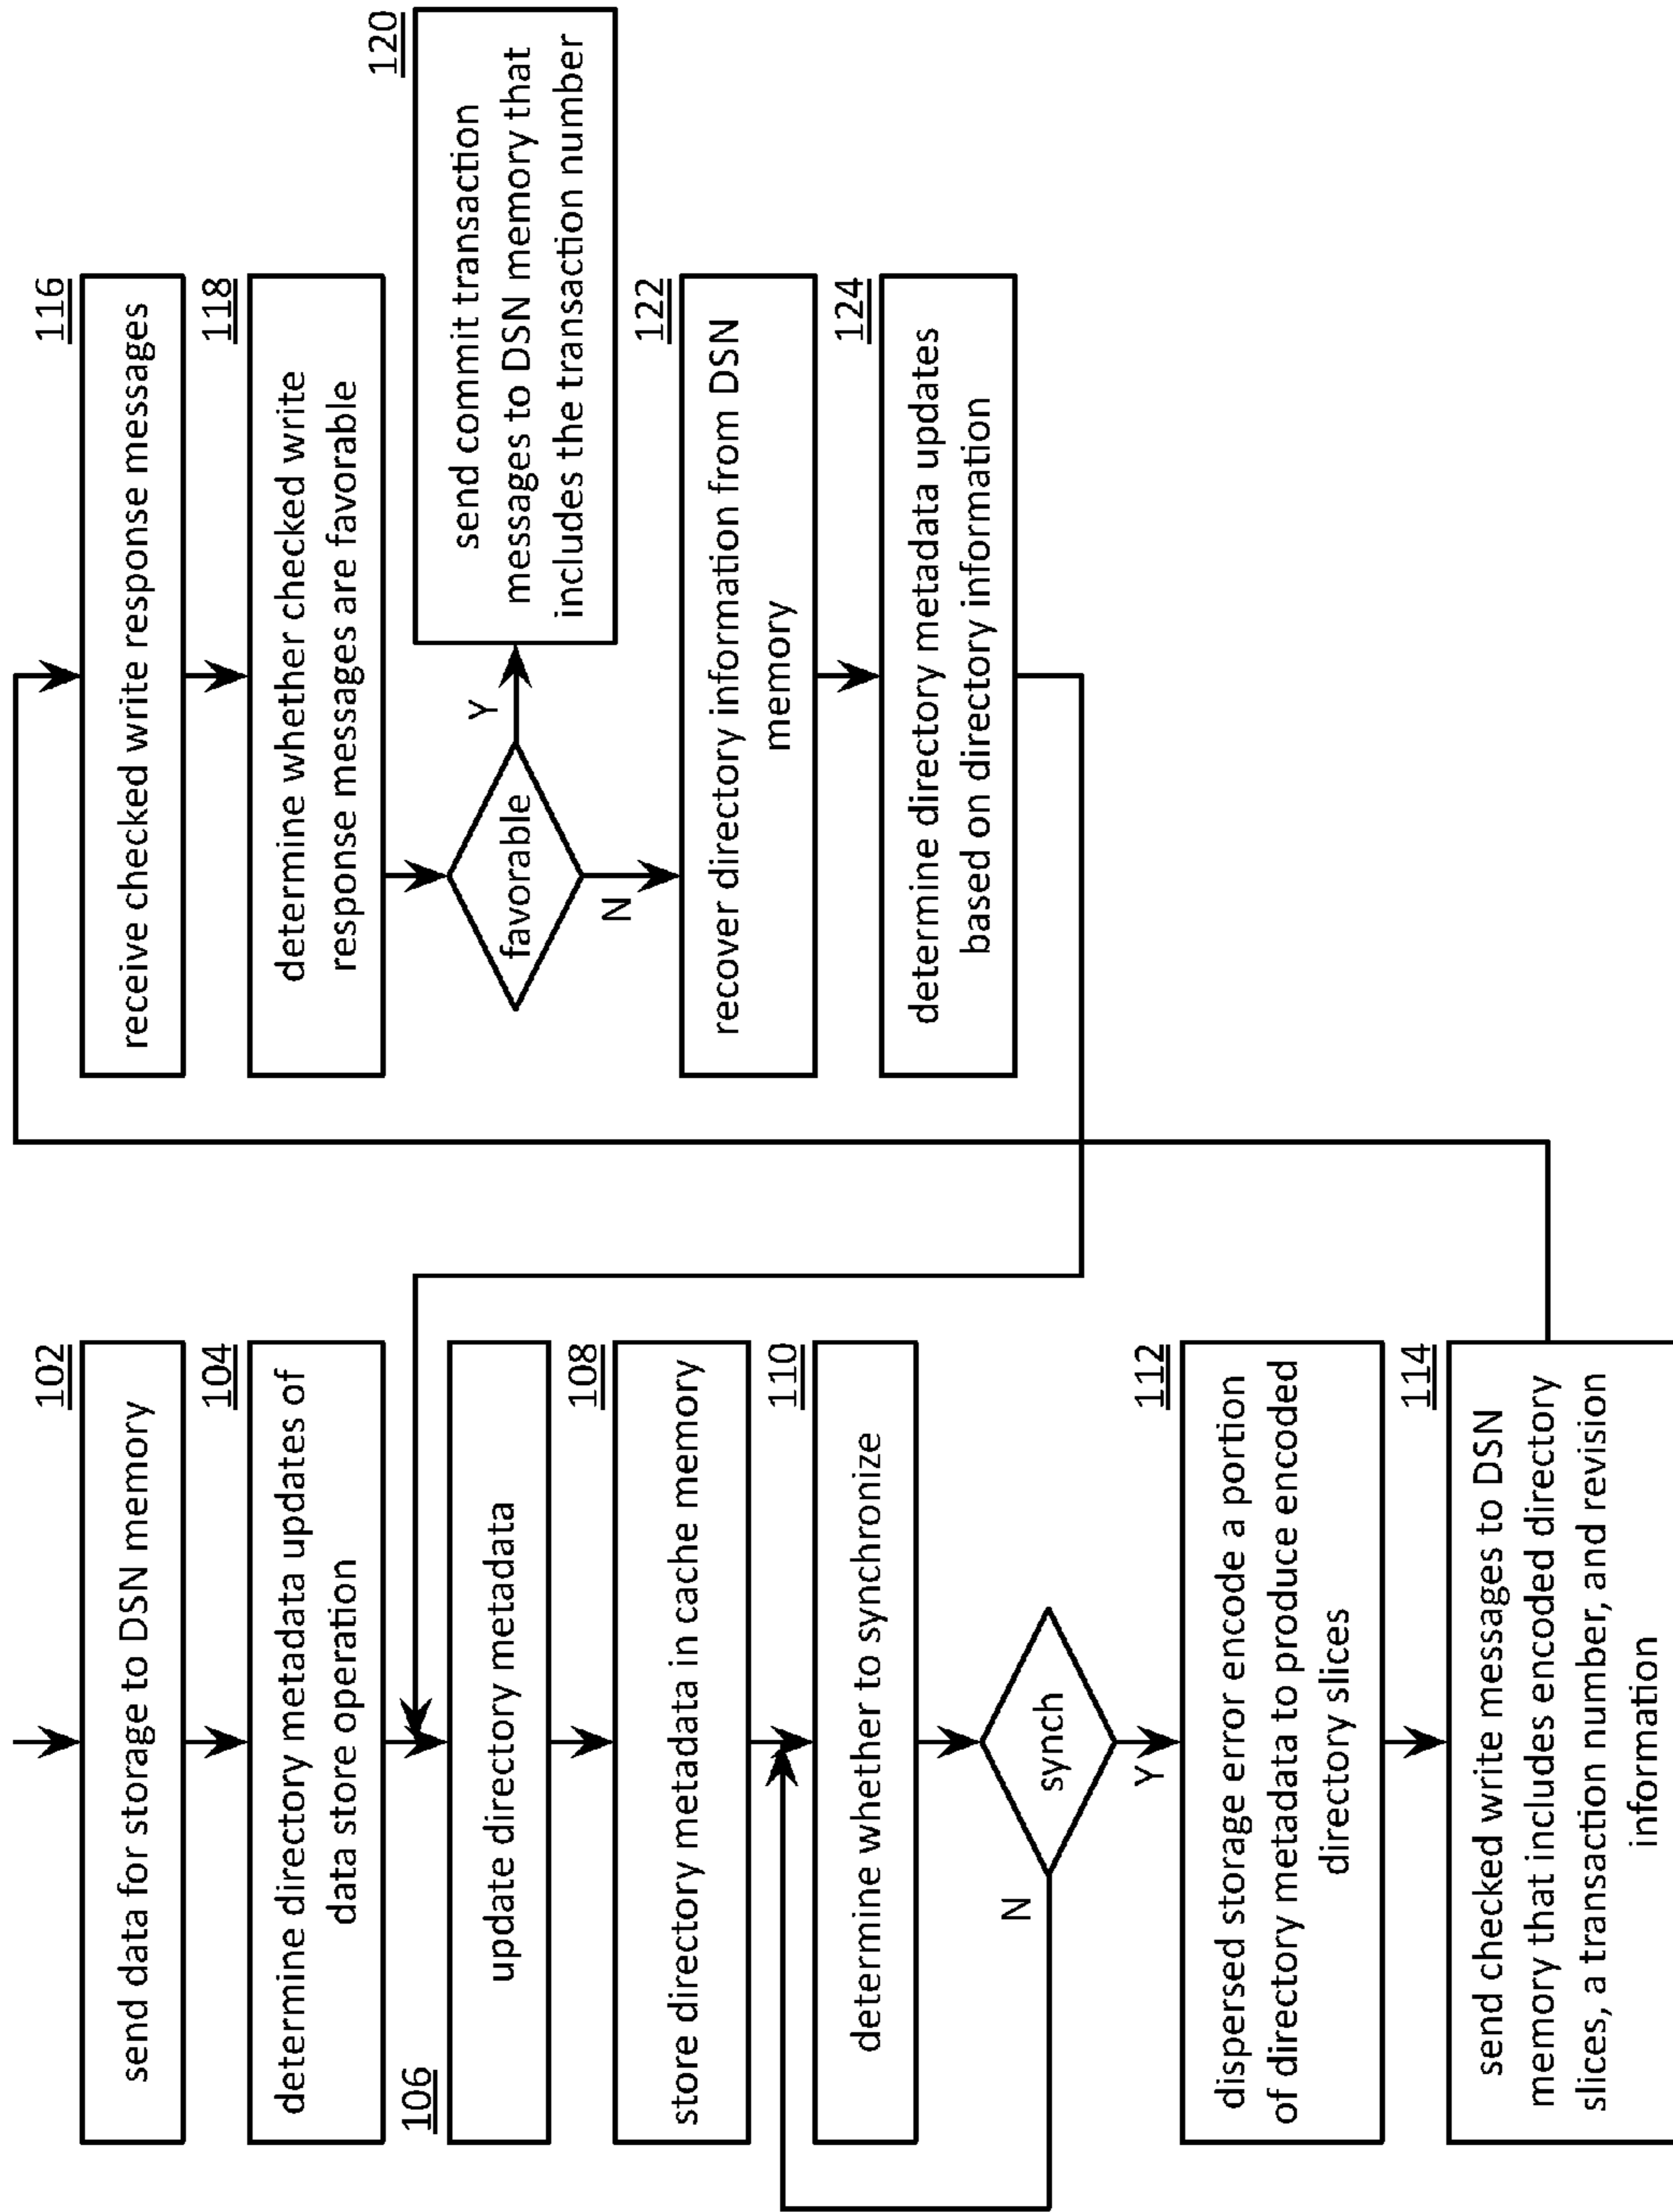 102
send data for storage to DSN memory
104
determine directory metadata updates of
data store operation
106
update directory metadata
108
store directory metadata in cache memory
110
determine whether to synchronize
synch
N
Y
112
dispersed storage error encode a portion
of directory metadata to produce encoded
directory slices
114
send checked write messages to DSN
memory that includes encoded directory
slices, a transaction number, and revision
information
116
receive checked write response messages
118
determine whether checked write
response messages are favorable
favorable
Y
N
120
send commit transaction
messages to DSN memory that
includes the transaction number
122
recover directory information from DSN
memory
124
determine directory metadata updates
based on directory information